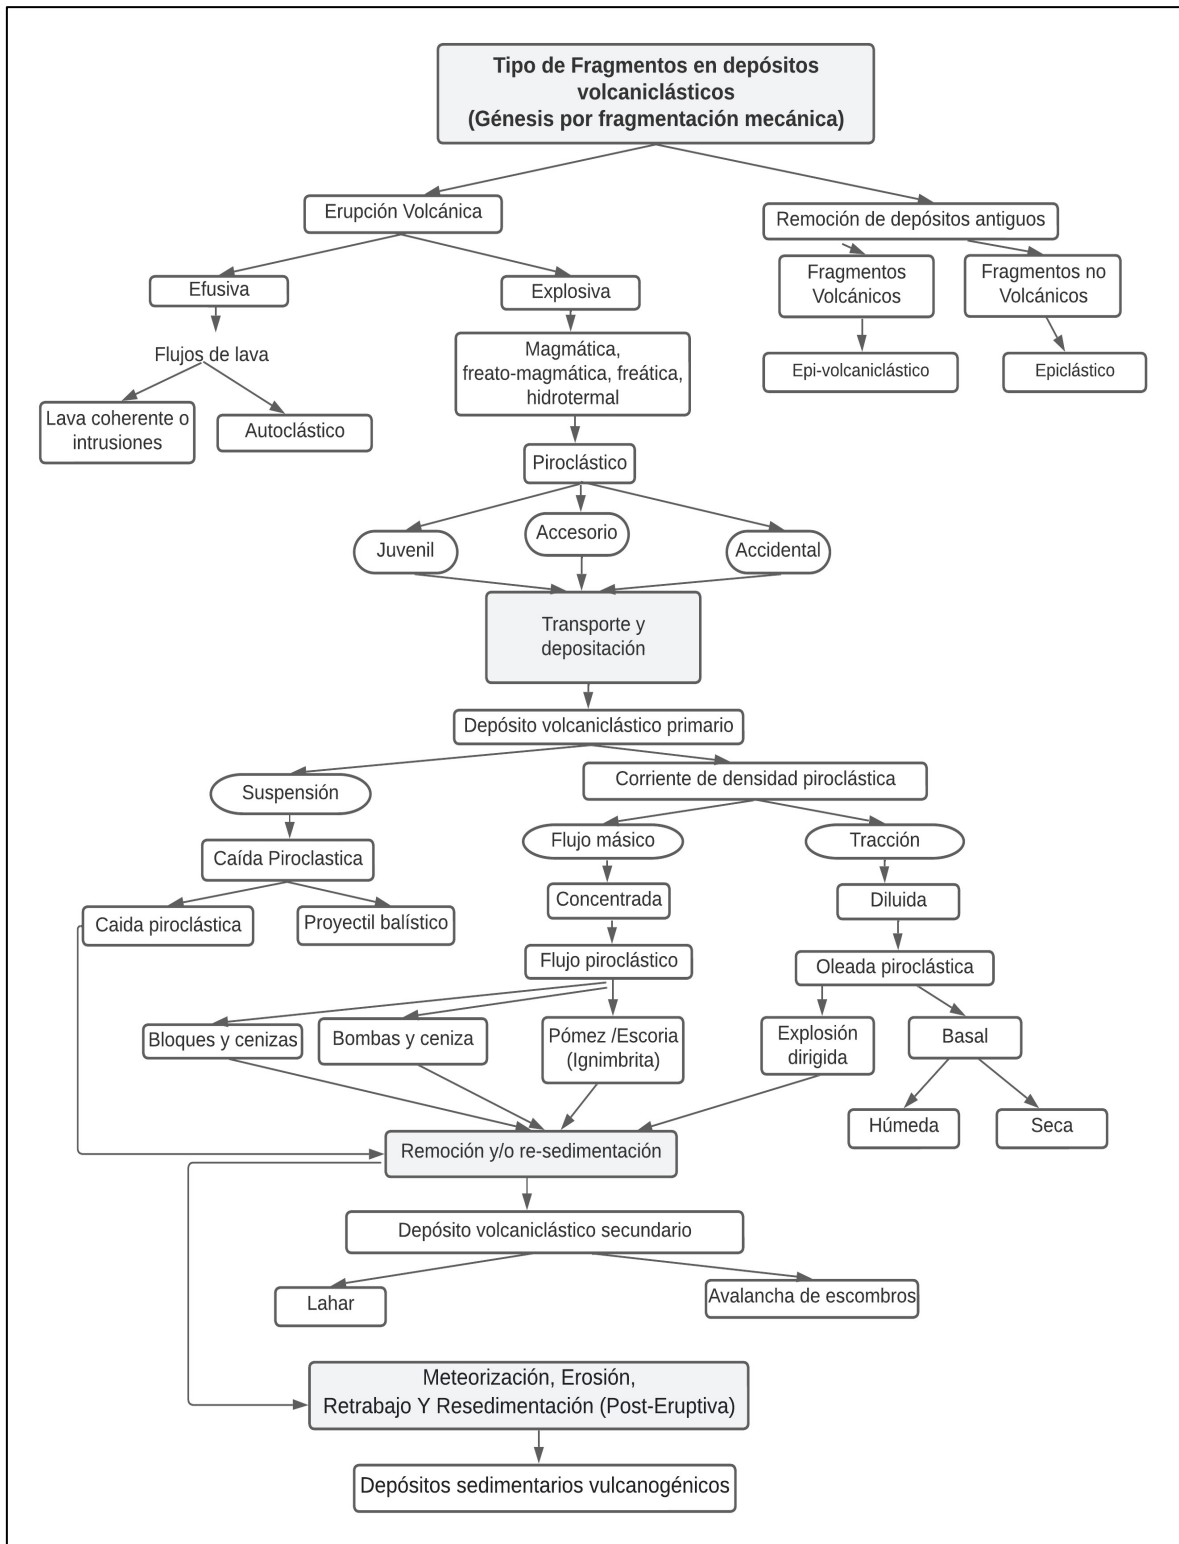 Tipo de Fragmentos en depósitos
volcaniclásticos
(Génesis por fragmentación mecánica)
Erupción Volcánica
Remoción de depósitos antiguos
Efusiva
Explosiva
Fragmentos
Volcánicos
Fragmentos no
Volcánicos
Flujos de lava
Magmática,
freato-magmática, freática,
hidrotermal
Epi-volcaniclástico
Epiclástico
Lava coherente o
intrusiones
Autoclástico
Piroclástico
Juvenil
Accesorio
Accidental
Transporte y
depositación
Depósito volcaniclástico primario
Suspensión
Corriente de densidad piroclástica
Flujo másico
Tracción
Caída Piroclastica
Concentrada
Diluida
Caida piroclástica
Proyectil balístico
Flujo piroclástico
Oleada piroclástica
Bloques y cenizas
Bombas y ceniza
Pómez /Escoria
(Ignimbrita)
Explosión
dirigida
Basal
Húmeda
Seca
Remoción y/o re-sedimentación
Depósito volcaniclástico secundario
Lahar
Avalancha de escombros
Meteorización, Erosión,
Retrabajo Y Resedimentación (Post-Eruptiva)
Depósitos sedimentarios vulcanogénicos